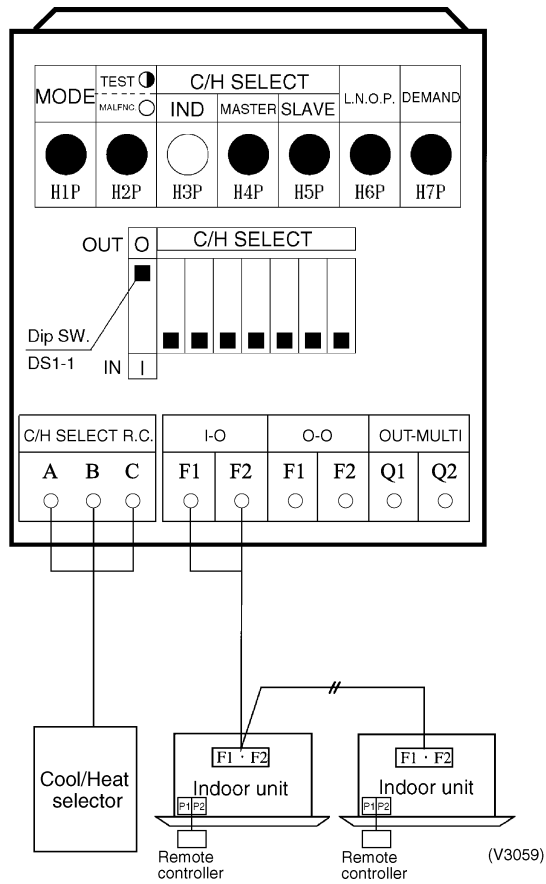 MODE TEST C/H SELECT L.N.O.P. DEMAND
MALFNC. IND MASTER SLAVE
H1P H2P H3P H4P H5P H6P H7P
OUT O C/H SELECT
Dip SW.
DS1-1 IN I
C/H SELECT R.C. I-O O-O OUT-MULTI
A B C F1 F2 F1 F2 Q1 Q2
Cool/Heat
selector
F1 · F2
Indoor unit
P1 P2
Remote
controller
F1 · F2
Indoor unit
P1 P2
Remote
controller
(V3059)